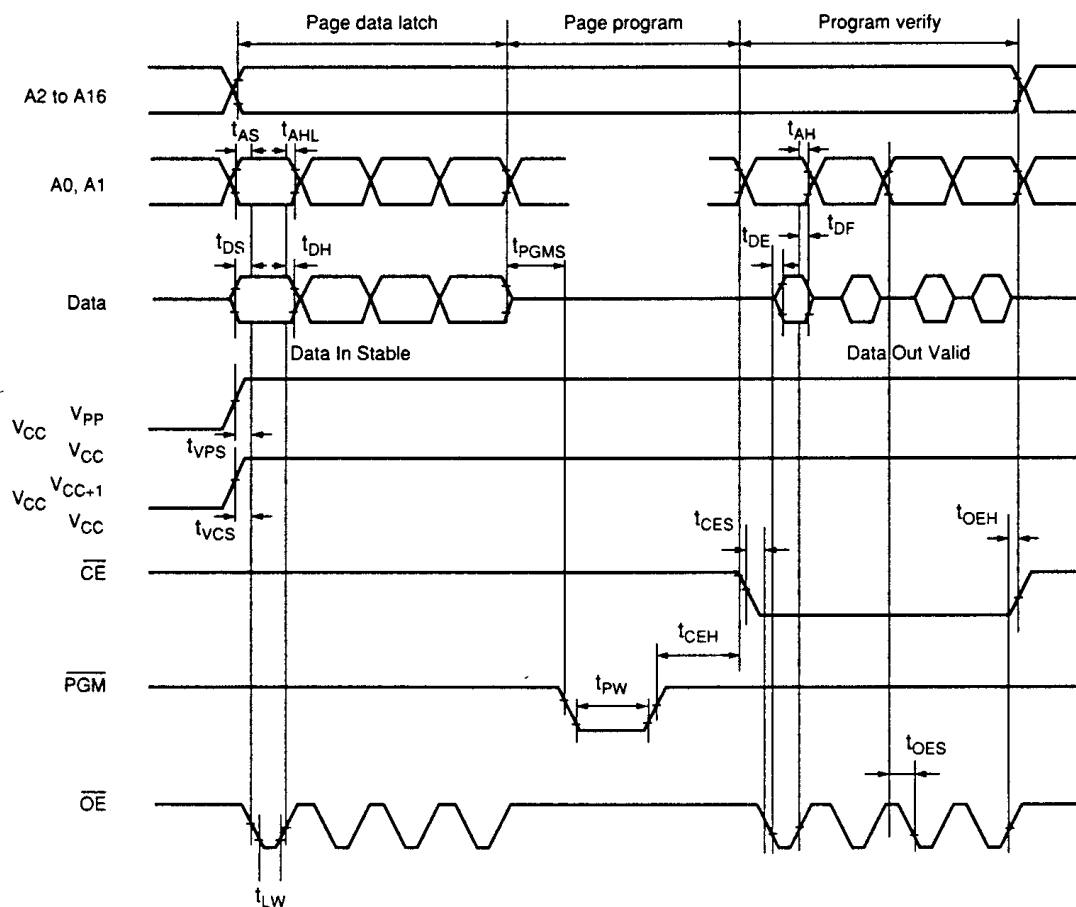 Page data latch Page program Program verify
A2 to A16
tAS tAHL tAH
A0, A1
tDS tDH tPGMS tDE tDF
Data
Data In Stable Data Out Valid
VPP
VCC
tVPS
VCC
VCC+1
VCC
VCC
tVCS tCES tOEH
CE
tCEH
PGM tPW
tOES
OE
tLW